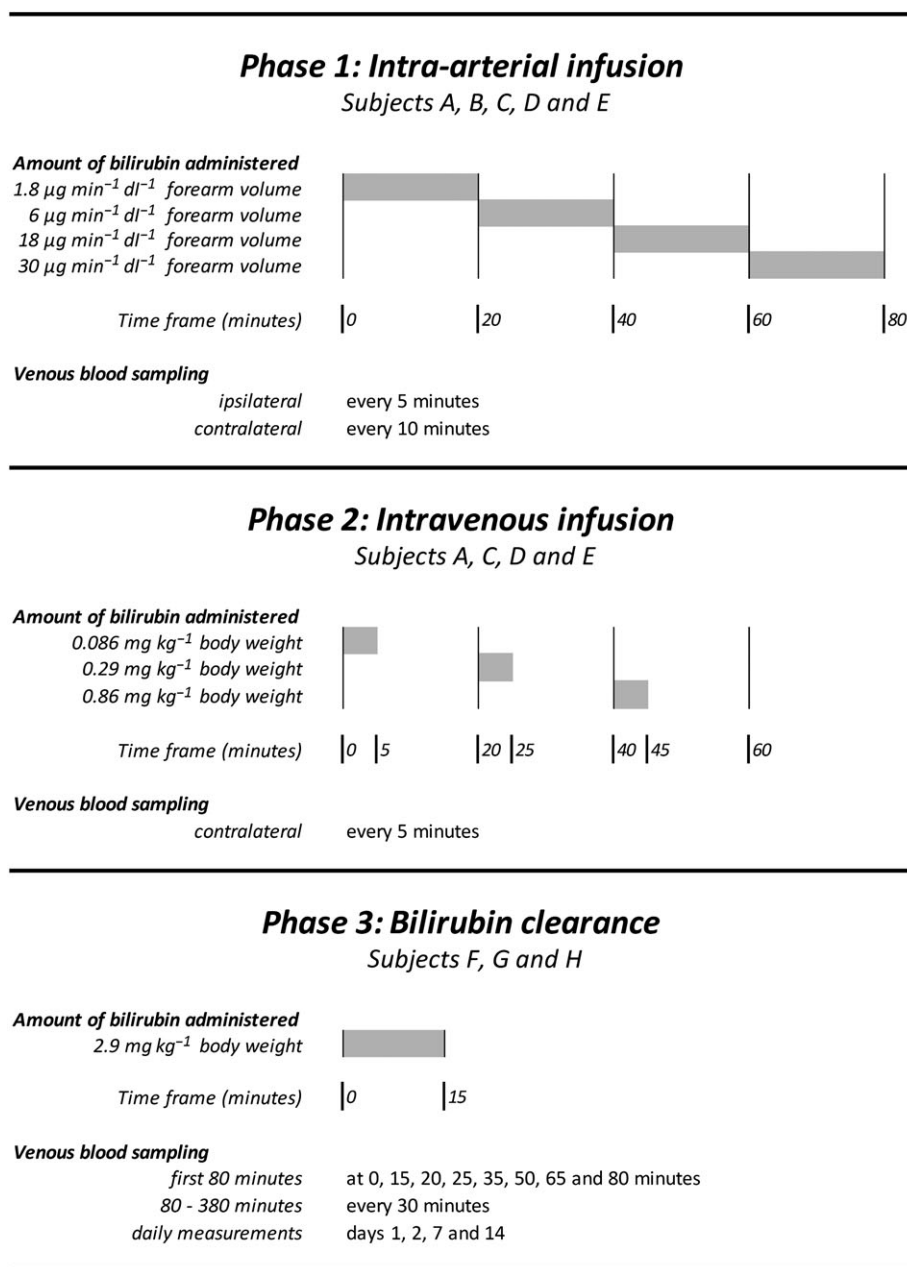 Phase 1: Intra-arterial infusion
Subjects A, B, C, D and E
Amount of bilirubin administered
1.8 µg min⁻¹ dl⁻¹ forearm volume
6 µg min⁻¹ dl⁻¹ forearm volume
18 µg min⁻¹ dl⁻¹ forearm volume
30 µg min⁻¹ dl⁻¹ forearm volume
Time frame (minutes) 0 20 40 60 80
Venous blood sampling
ipsilateral every 5 minutes
contralateral every 10 minutes
Phase 2: Intravenous infusion
Subjects A, C, D and E
Amount of bilirubin administered
0.086 mg kg⁻¹ body weight
0.29 mg kg⁻¹ body weight
0.86 mg kg⁻¹ body weight
Time frame (minutes) 0 5 20 25 40 45 60
Venous blood sampling
contralateral every 5 minutes
Phase 3: Bilirubin clearance
Subjects F, G and H
Amount of bilirubin administered
2.9 mg kg⁻¹ body weight
Time frame (minutes) 0 15
Venous blood sampling
first 80 minutes at 0, 15, 20, 25, 35, 50, 65 and 80 minutes
80 - 380 minutes every 30 minutes
daily measurements days 1, 2, 7 and 14